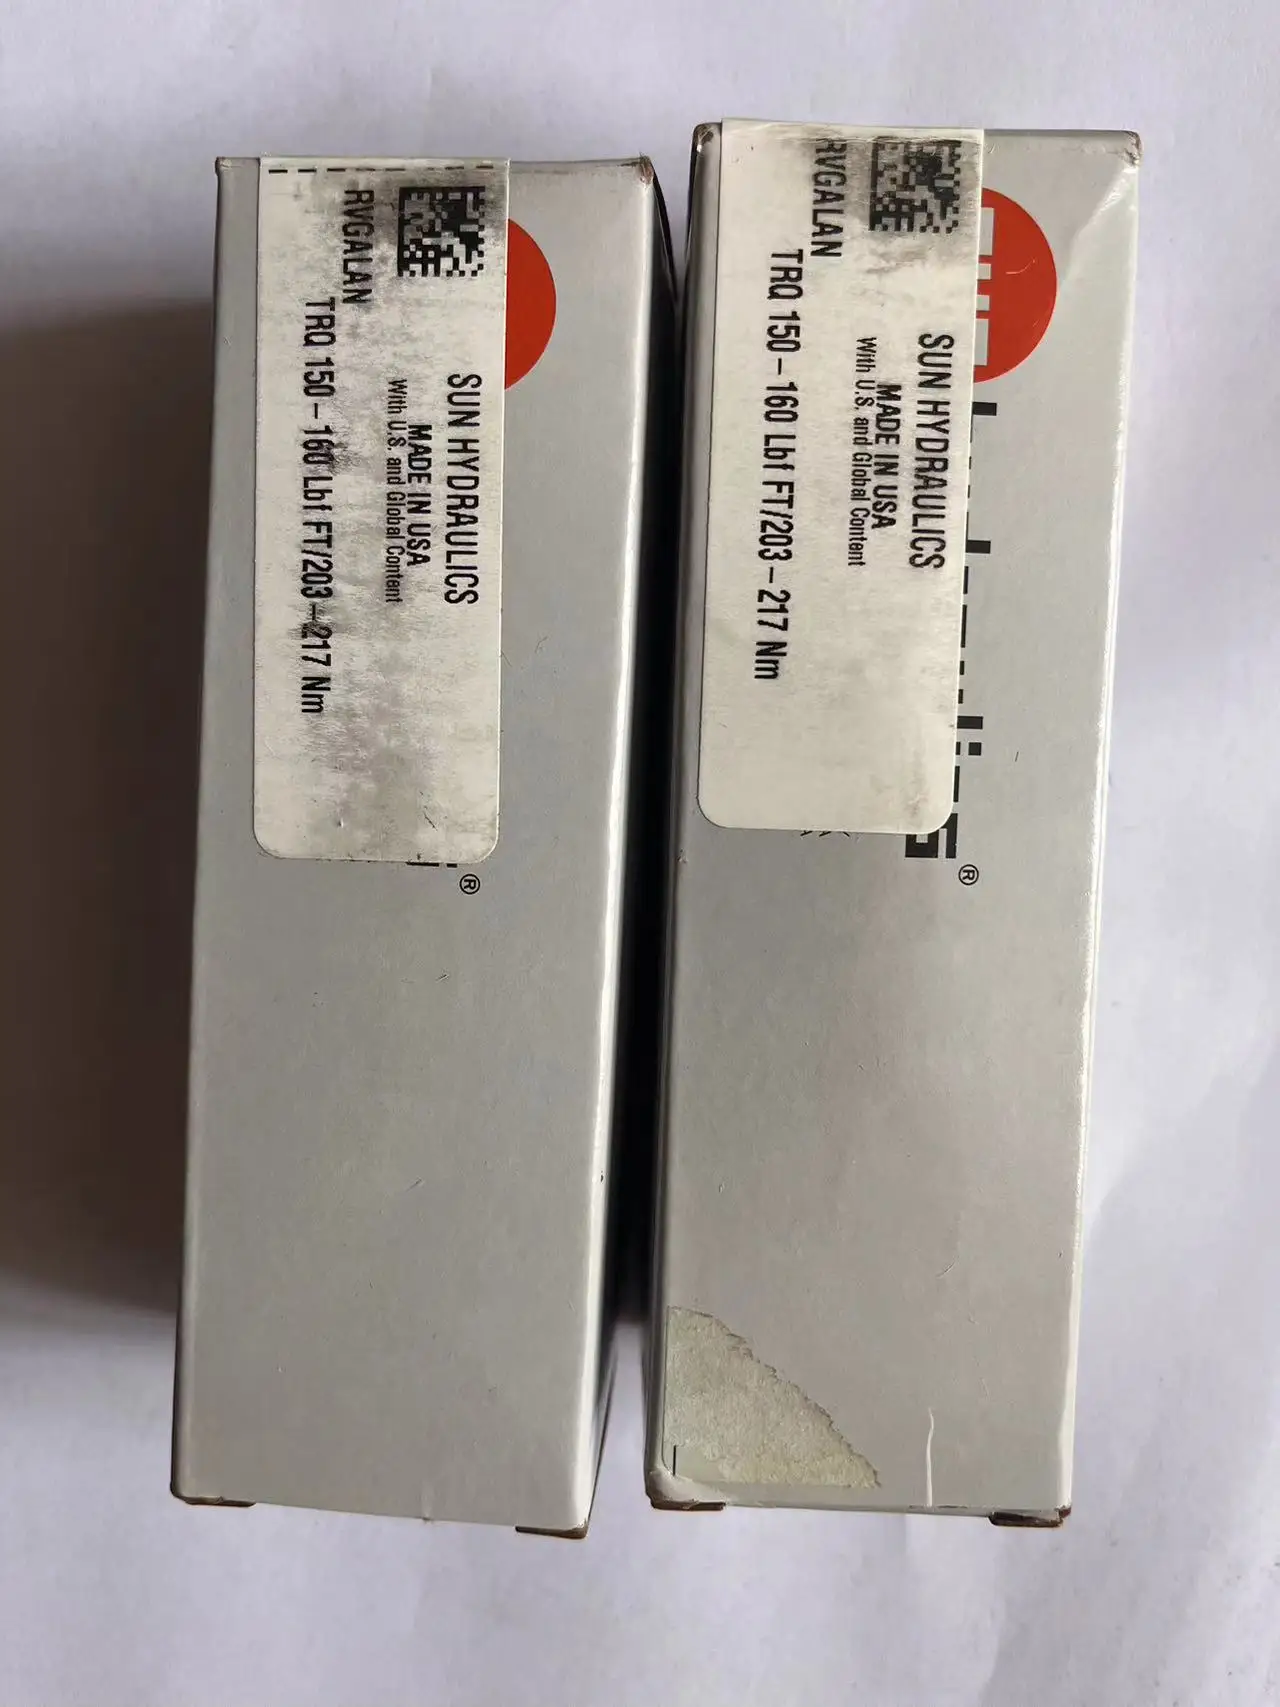 RVGALAN
TRQ 150 – 160 Lbf FT/203 – 217 Nm
SUN HYDRAULICS
MADE IN USA
With U.S. and Global Content
®
RVGALAN
TRQ 150 – 160 Lbf FT/203 – 217 Nm
SUN HYDRAULICS
MADE IN USA
With U.S. and Global Content
®